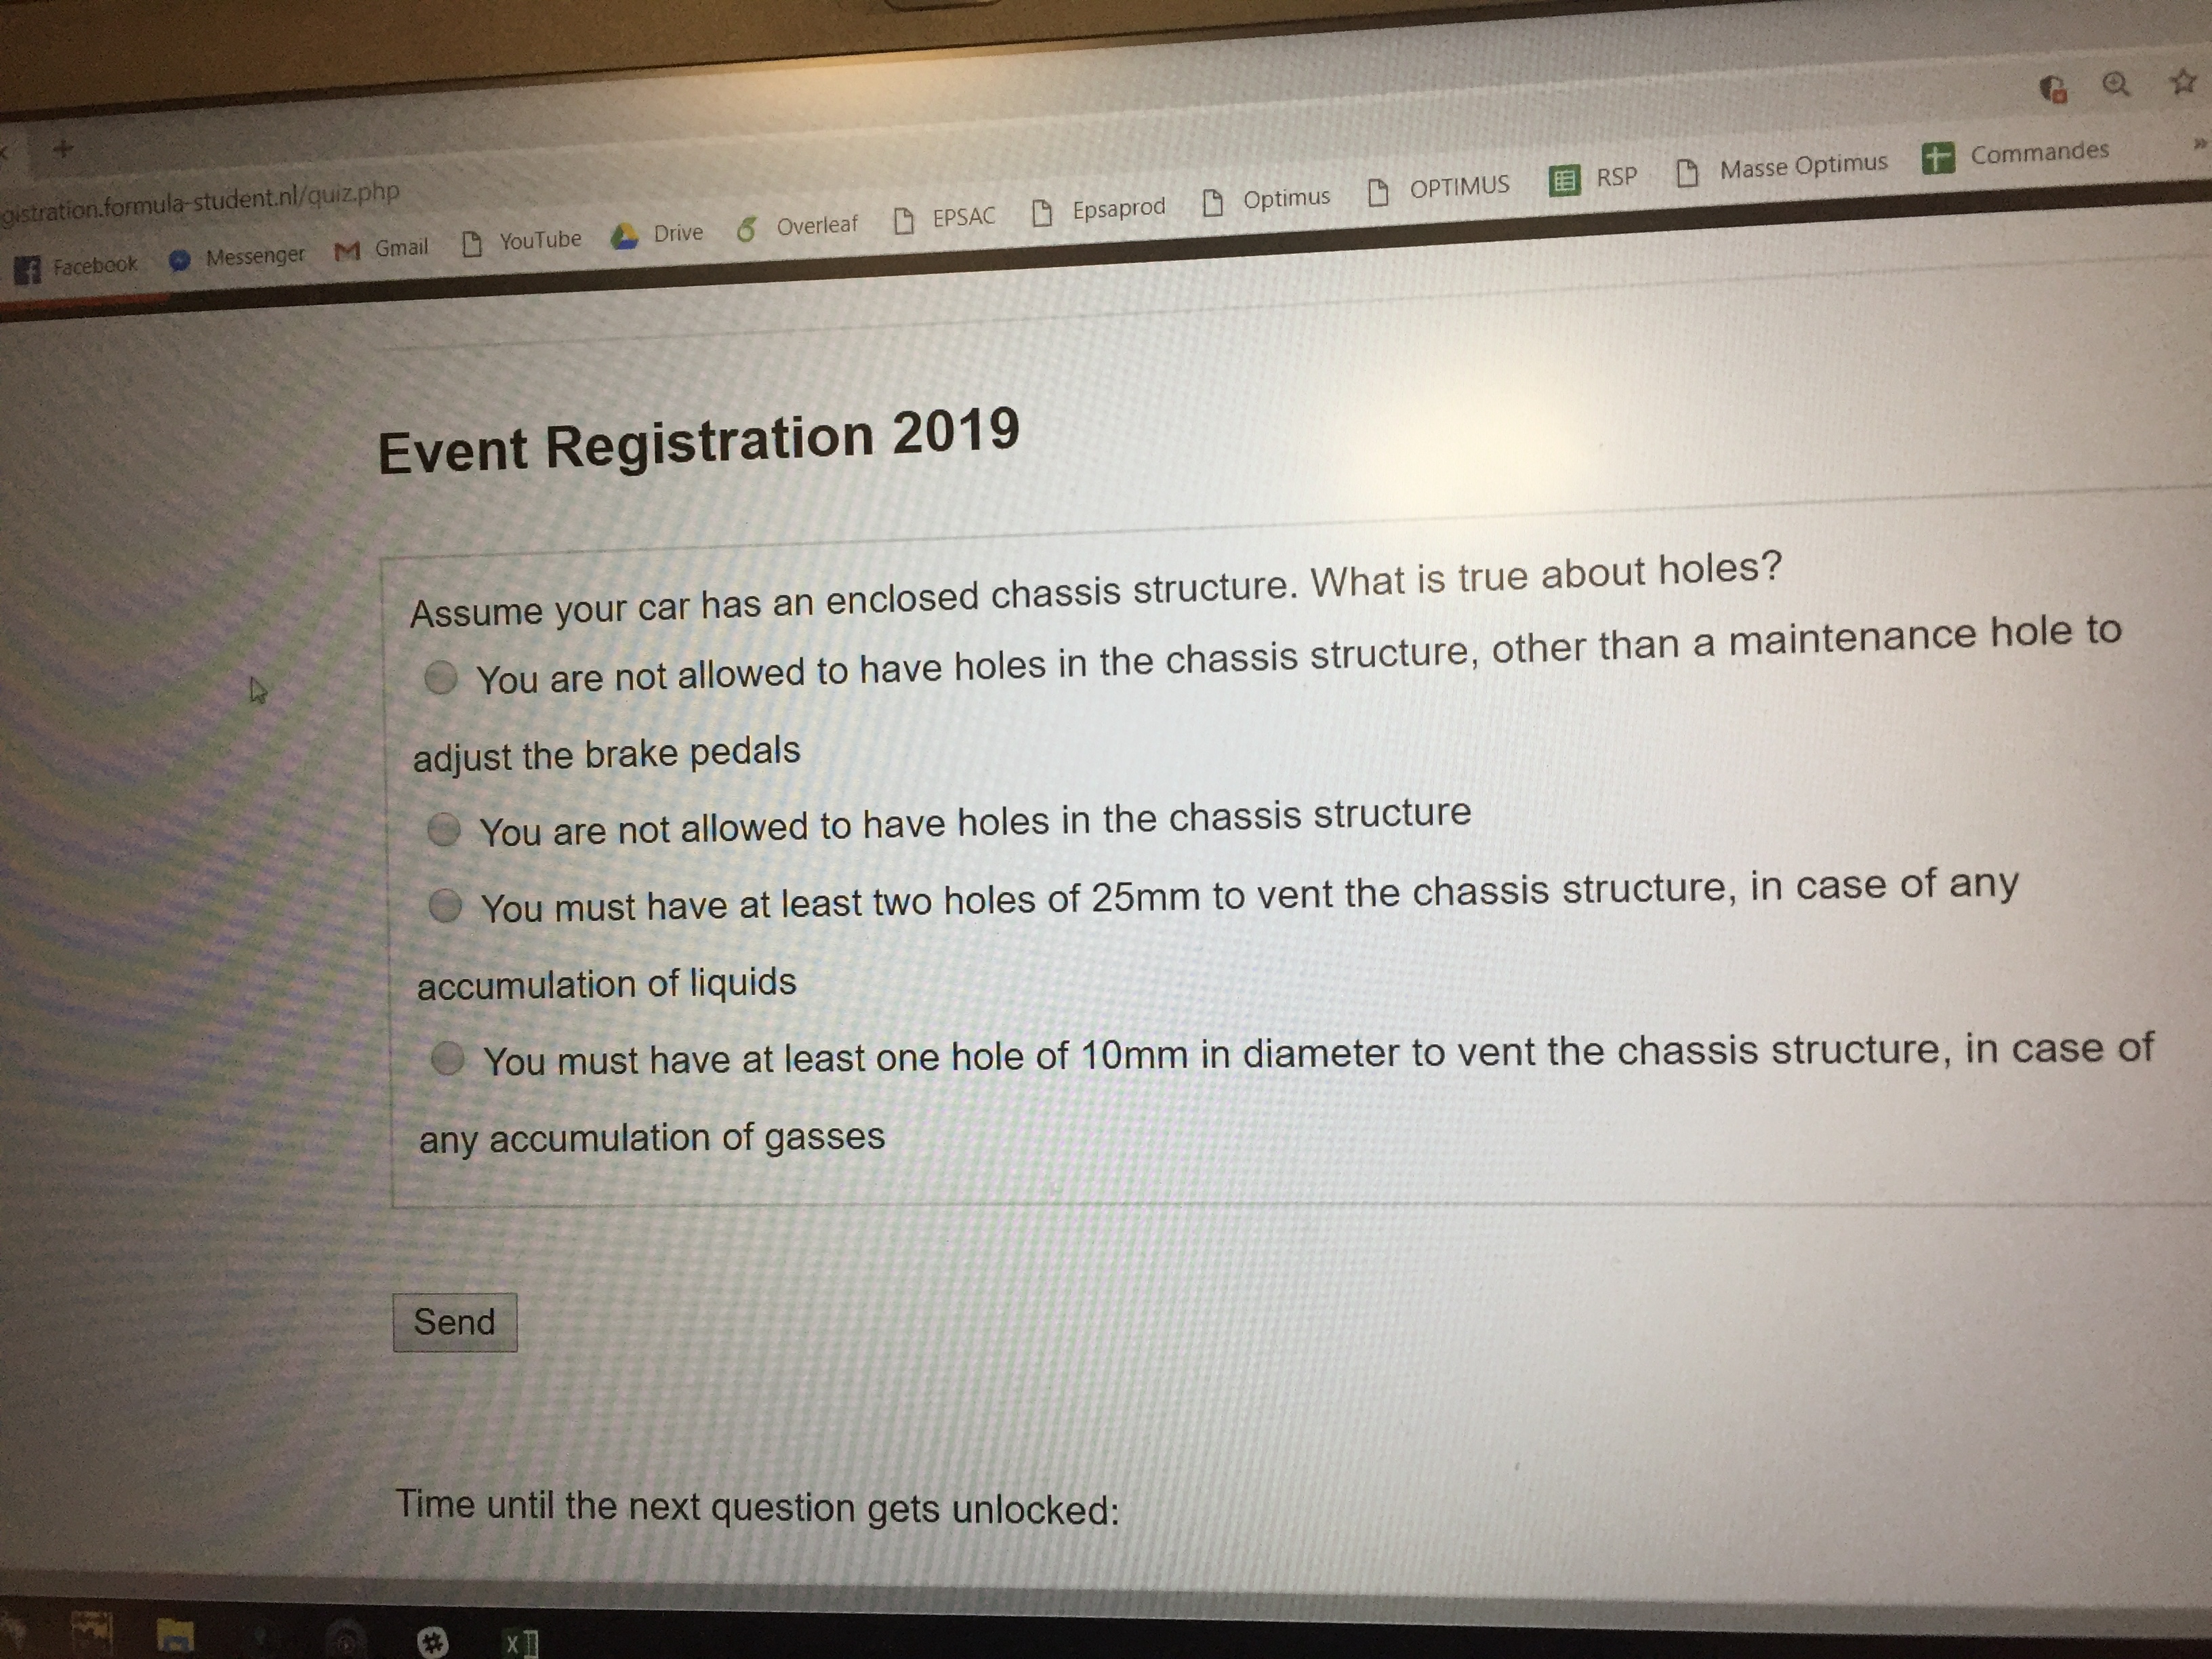 gistration.formula-student.nl/quiz.php
Facebook Messenger Gmail YouTube Drive Overleaf EPSAC Epsaprod Optimus OPTIMUS RSP Masse Optimus Commandes »
Event Registration 2019
Assume your car has an enclosed chassis structure. What is true about holes?
You are not allowed to have holes in the chassis structure, other than a maintenance hole to
adjust the brake pedals
You are not allowed to have holes in the chassis structure
You must have at least two holes of 25mm to vent the chassis structure, in case of any
accumulation of liquids
You must have at least one hole of 10mm in diameter to vent the chassis structure, in case of
any accumulation of gasses
Send
Time until the next question gets unlocked: